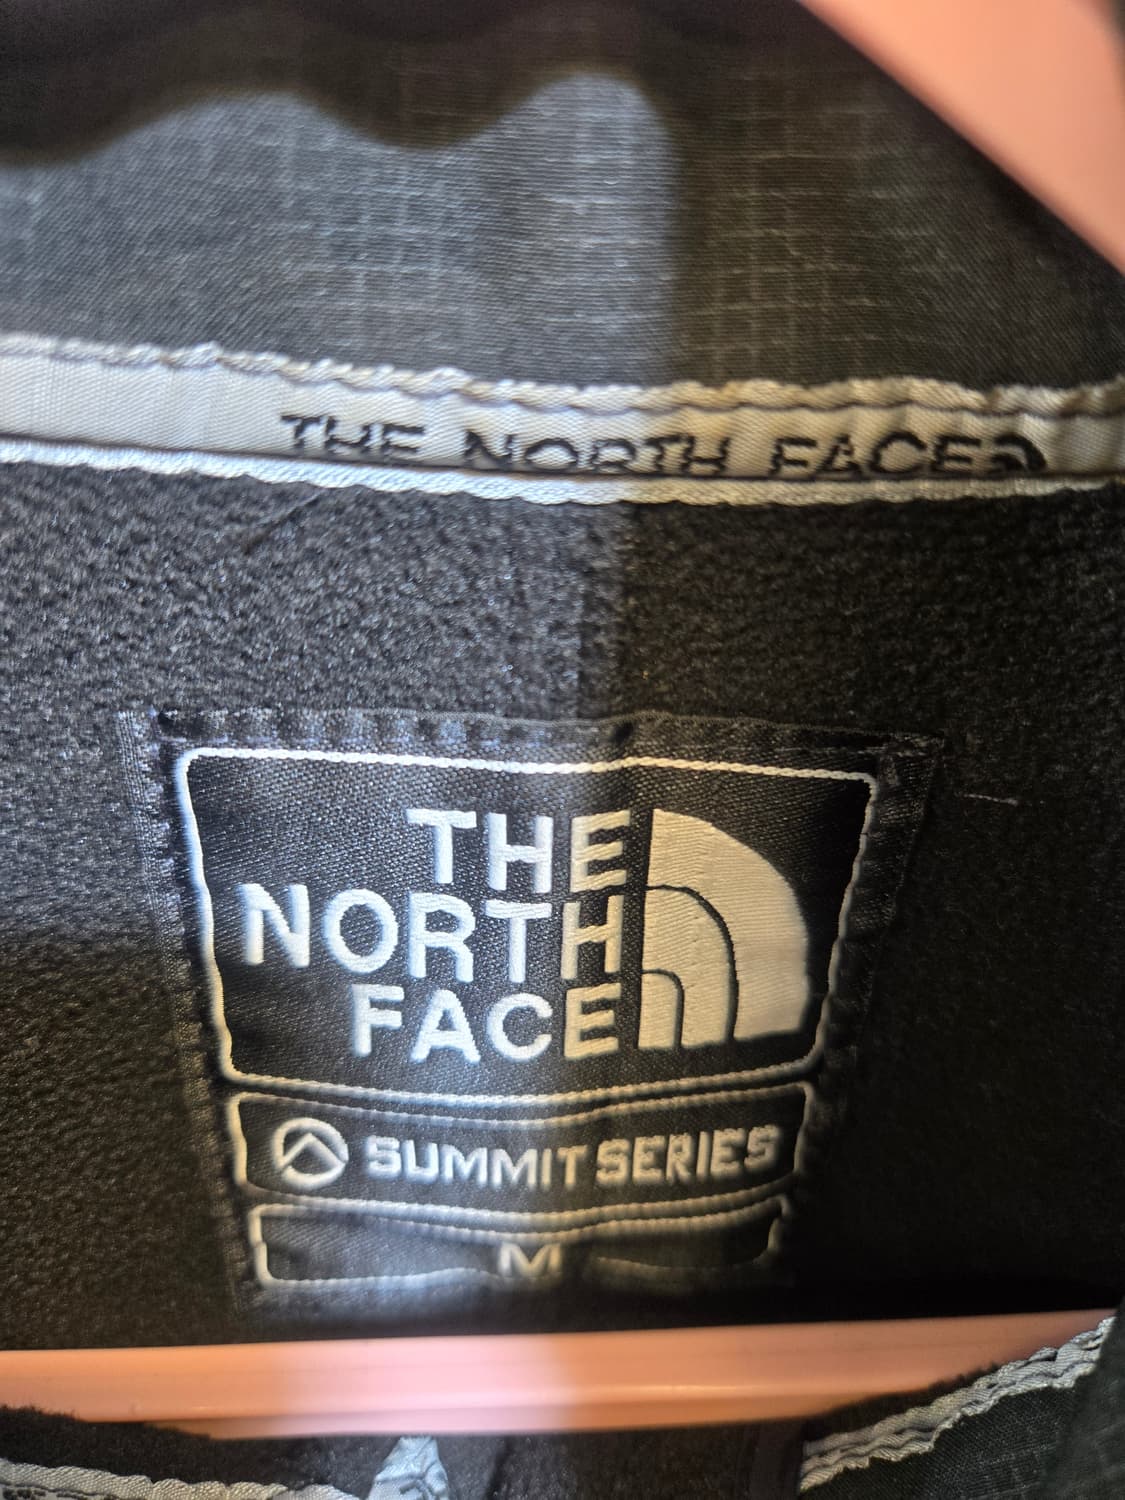 THE NORTH FACE
THE
NORTH
FACE
SUMMIT SERIES
M